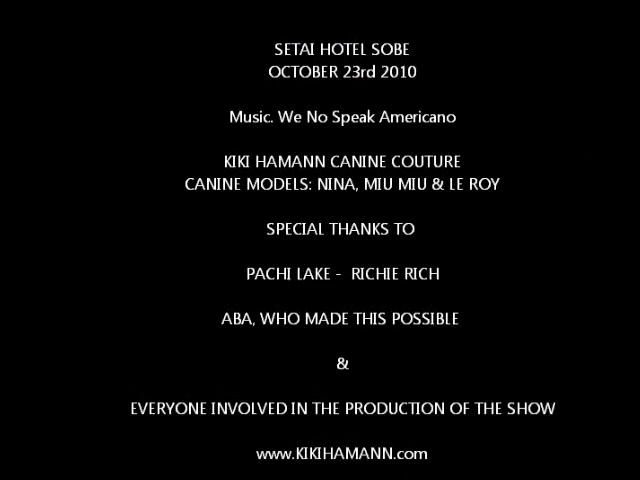 SETAI HOTEL SOBE
OCTOBER 23rd 2010
Music. We No Speak Americano
KIKI HAMANN CANINE COUTURE
CANINE MODELS: NINA, MIU MIU & LE ROY
SPECIAL THANKS TO
PACHI LAKE - RICHIE RICH
ABA, WHO MADE THIS POSSIBLE
&
EVERYONE INVOLVED IN THE PRODUCTION OF THE SHOW
www.KIKIHAMANN.com